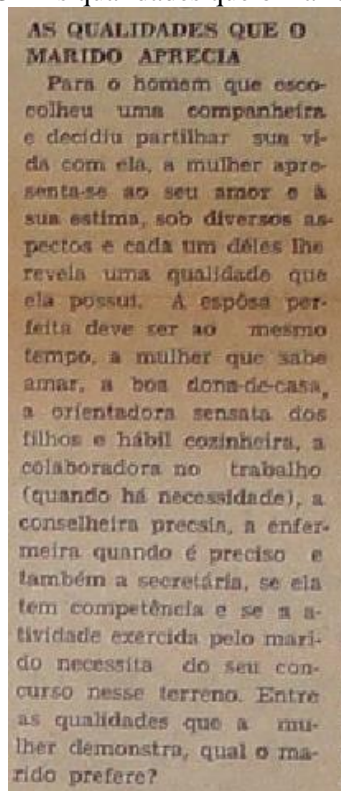 AS QUALIDADES QUE O
MARIDO APRECIA
Para o homem que esco-
colheu uma companheira
e decidiu partilhar sua vi-
da com ela, a mulher apre-
senta-se ao seu amor e à
sua estima, sob diversos as-
pectos e cada um dêles lhe
revela uma qualidade que
ela possui. A espôsa per-
feita deve ser ao mesmo
tempo, a mulher que sabe
amar, a boa dona-de-casa,
a orientadora sensata dos
filhos e hábil cozinheira, a
colaboradora no trabalho
(quando há necessidade), a
conselheira precsia, a enfer-
meira quando é preciso e
também a secretária, se ela
tem competência e se a a-
tividade exercida pelo mari-
do necessita do seu con-
curso nesse terreno. Entre
as qualidades que a mu-
lher demonstra, qual o ma-
rido prefere?